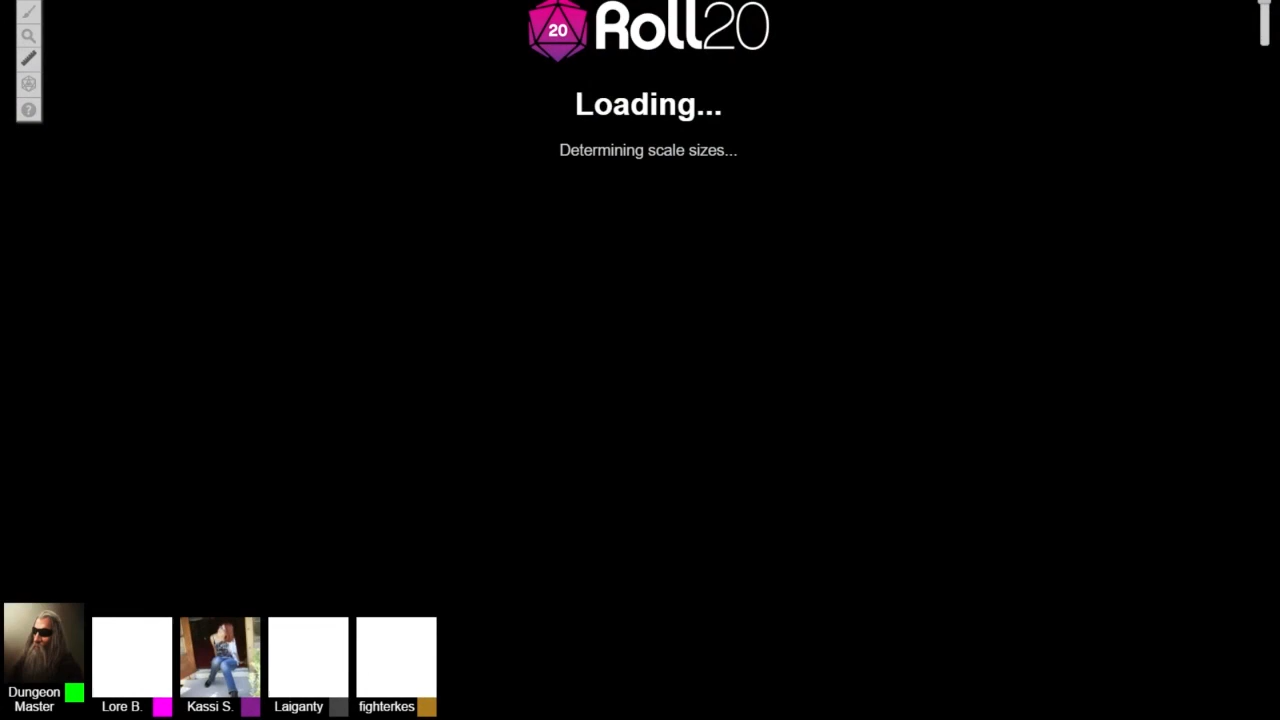 20 Roll20
Loading...
Determining scale sizes...
?
Dungeon
Master
Lore B.
Kassi S.
Laiganty
fighterkes